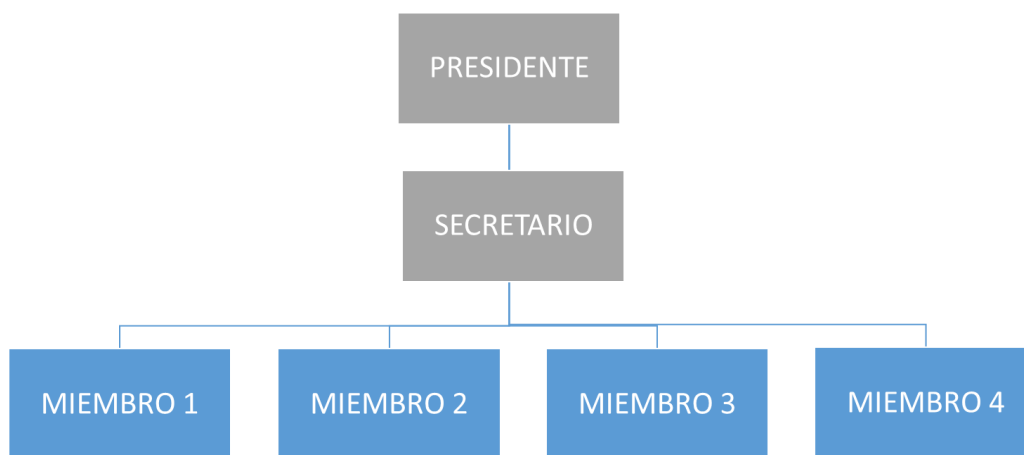 PRESIDENTE
SECRETARIO
MIEMBRO 1
MIEMBRO 2
MIEMBRO 3
MIEMBRO 4